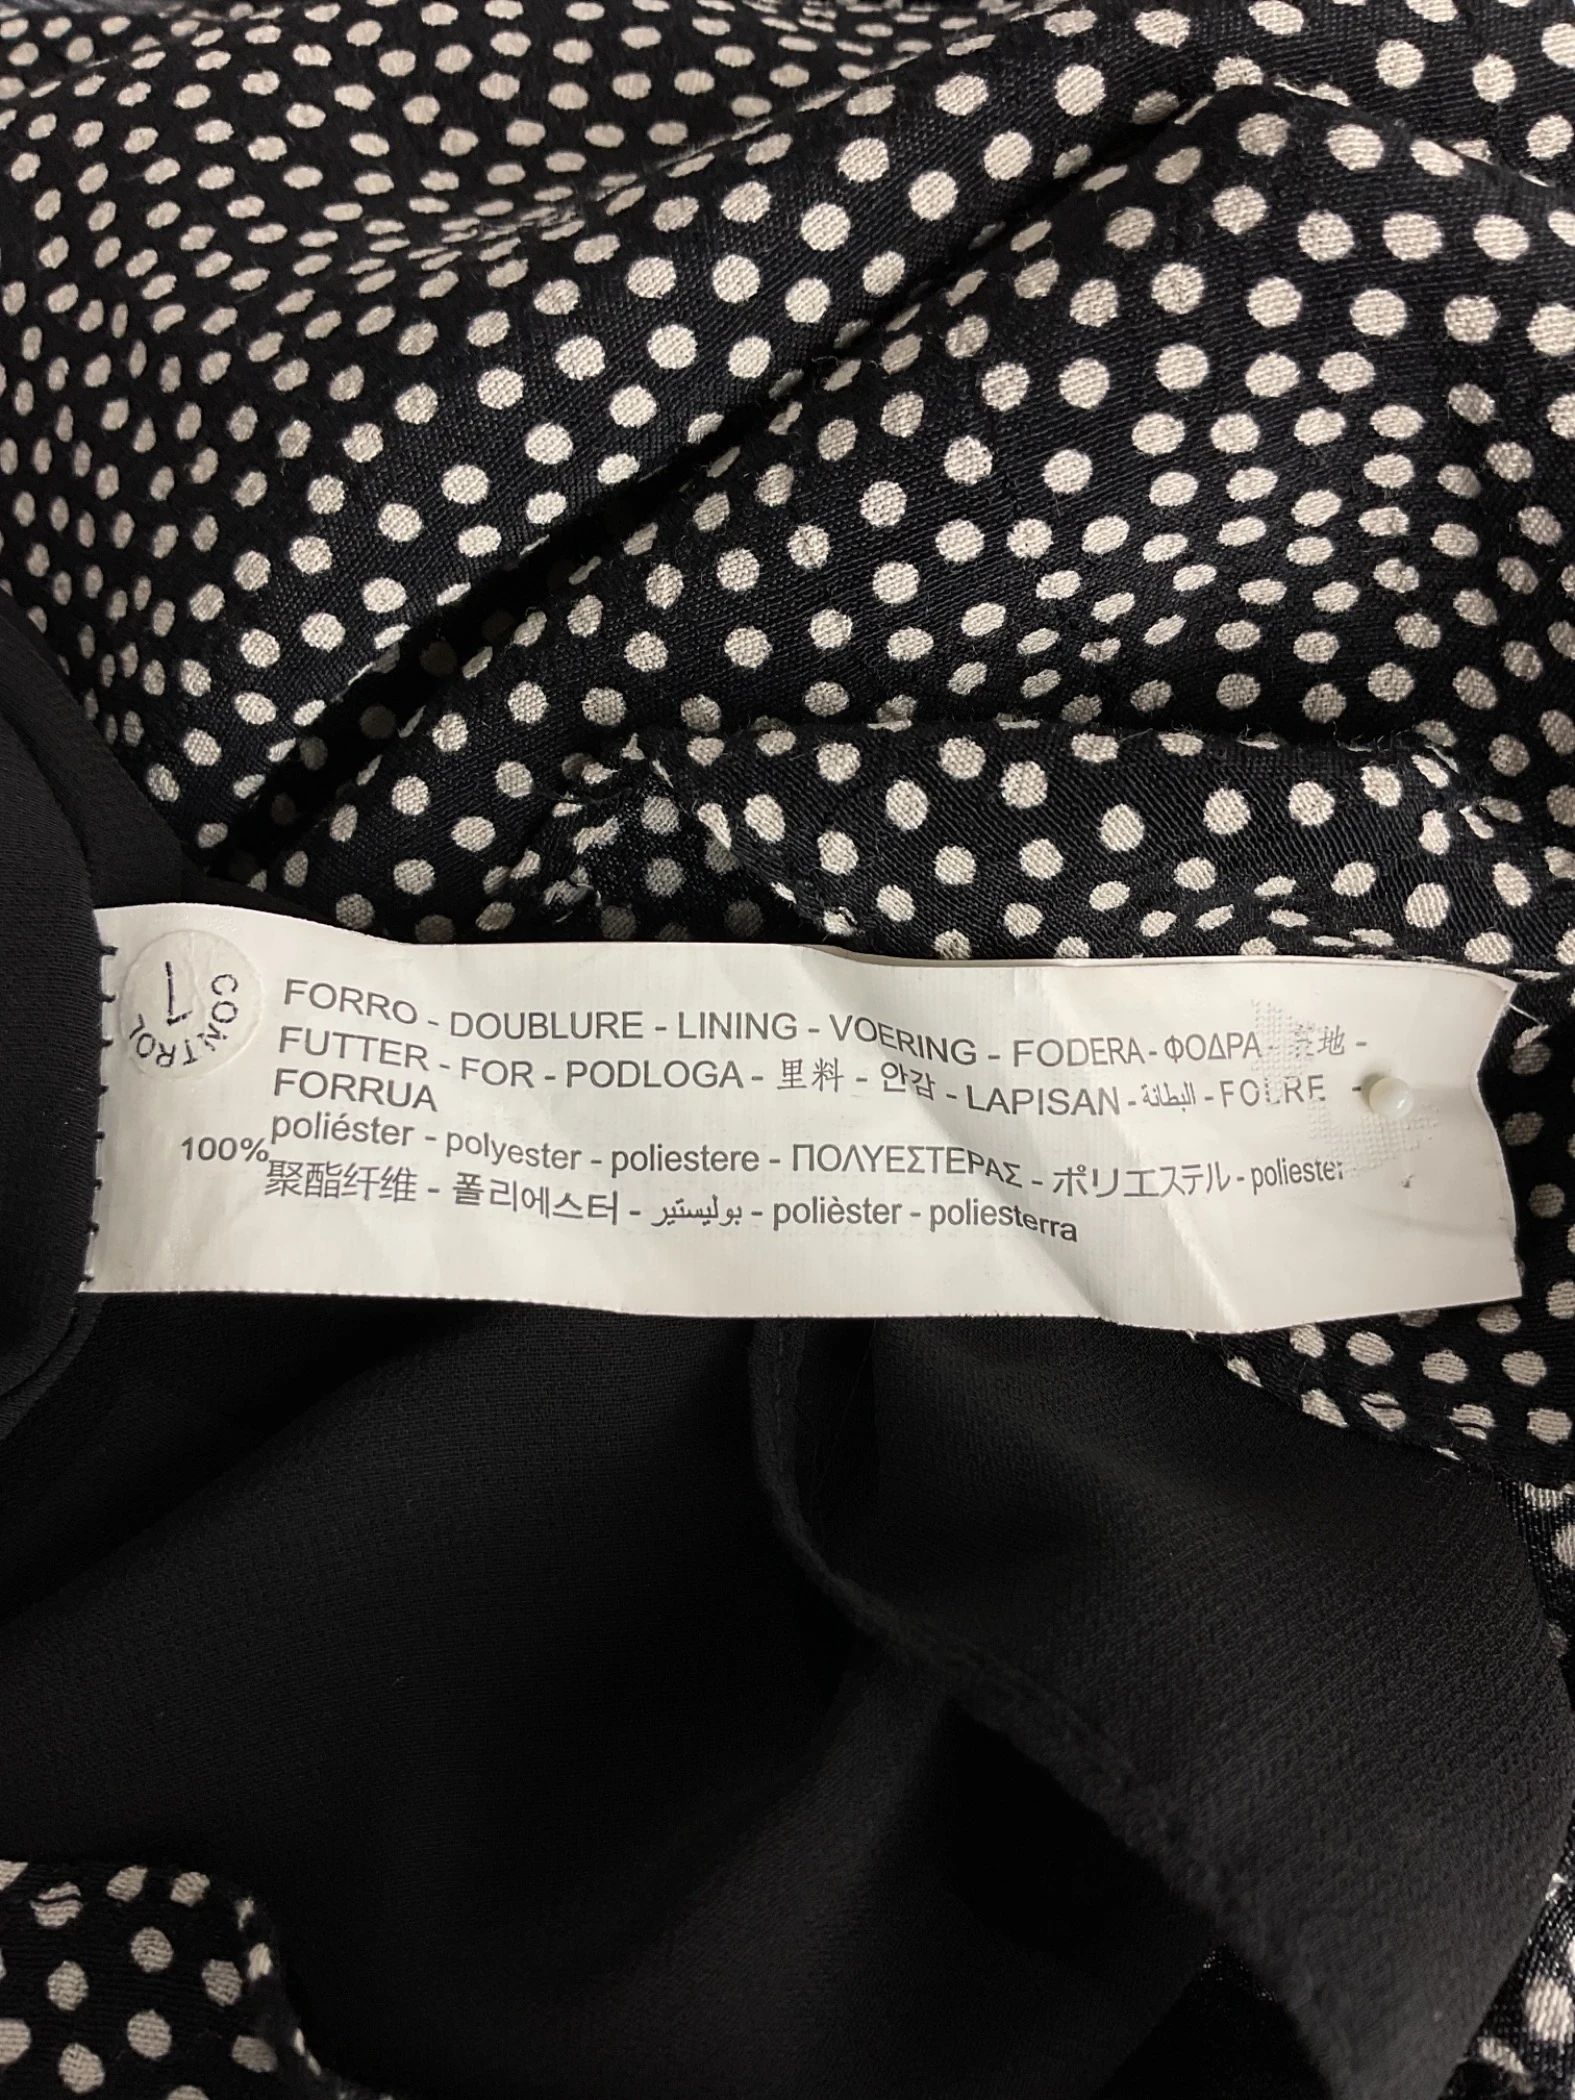 CONTROL 1
FORRO - DOUBLURE - LINING - VOERING - FODERA - ΦΟΔΡΑ - 地 -
FUTTER - FOR - PODLOGA - 里料 - 안감 - LAPISAN - البطانة - FOLRE -
FORRUA
poliéster - polyester - poliestere - ΠΟΛΥΕΣΤΕΡΑΣ - ポリエステル - poliester
100% 聚酯纤维 - 폴리에스터 - بوليستير - polièster - poliesterra